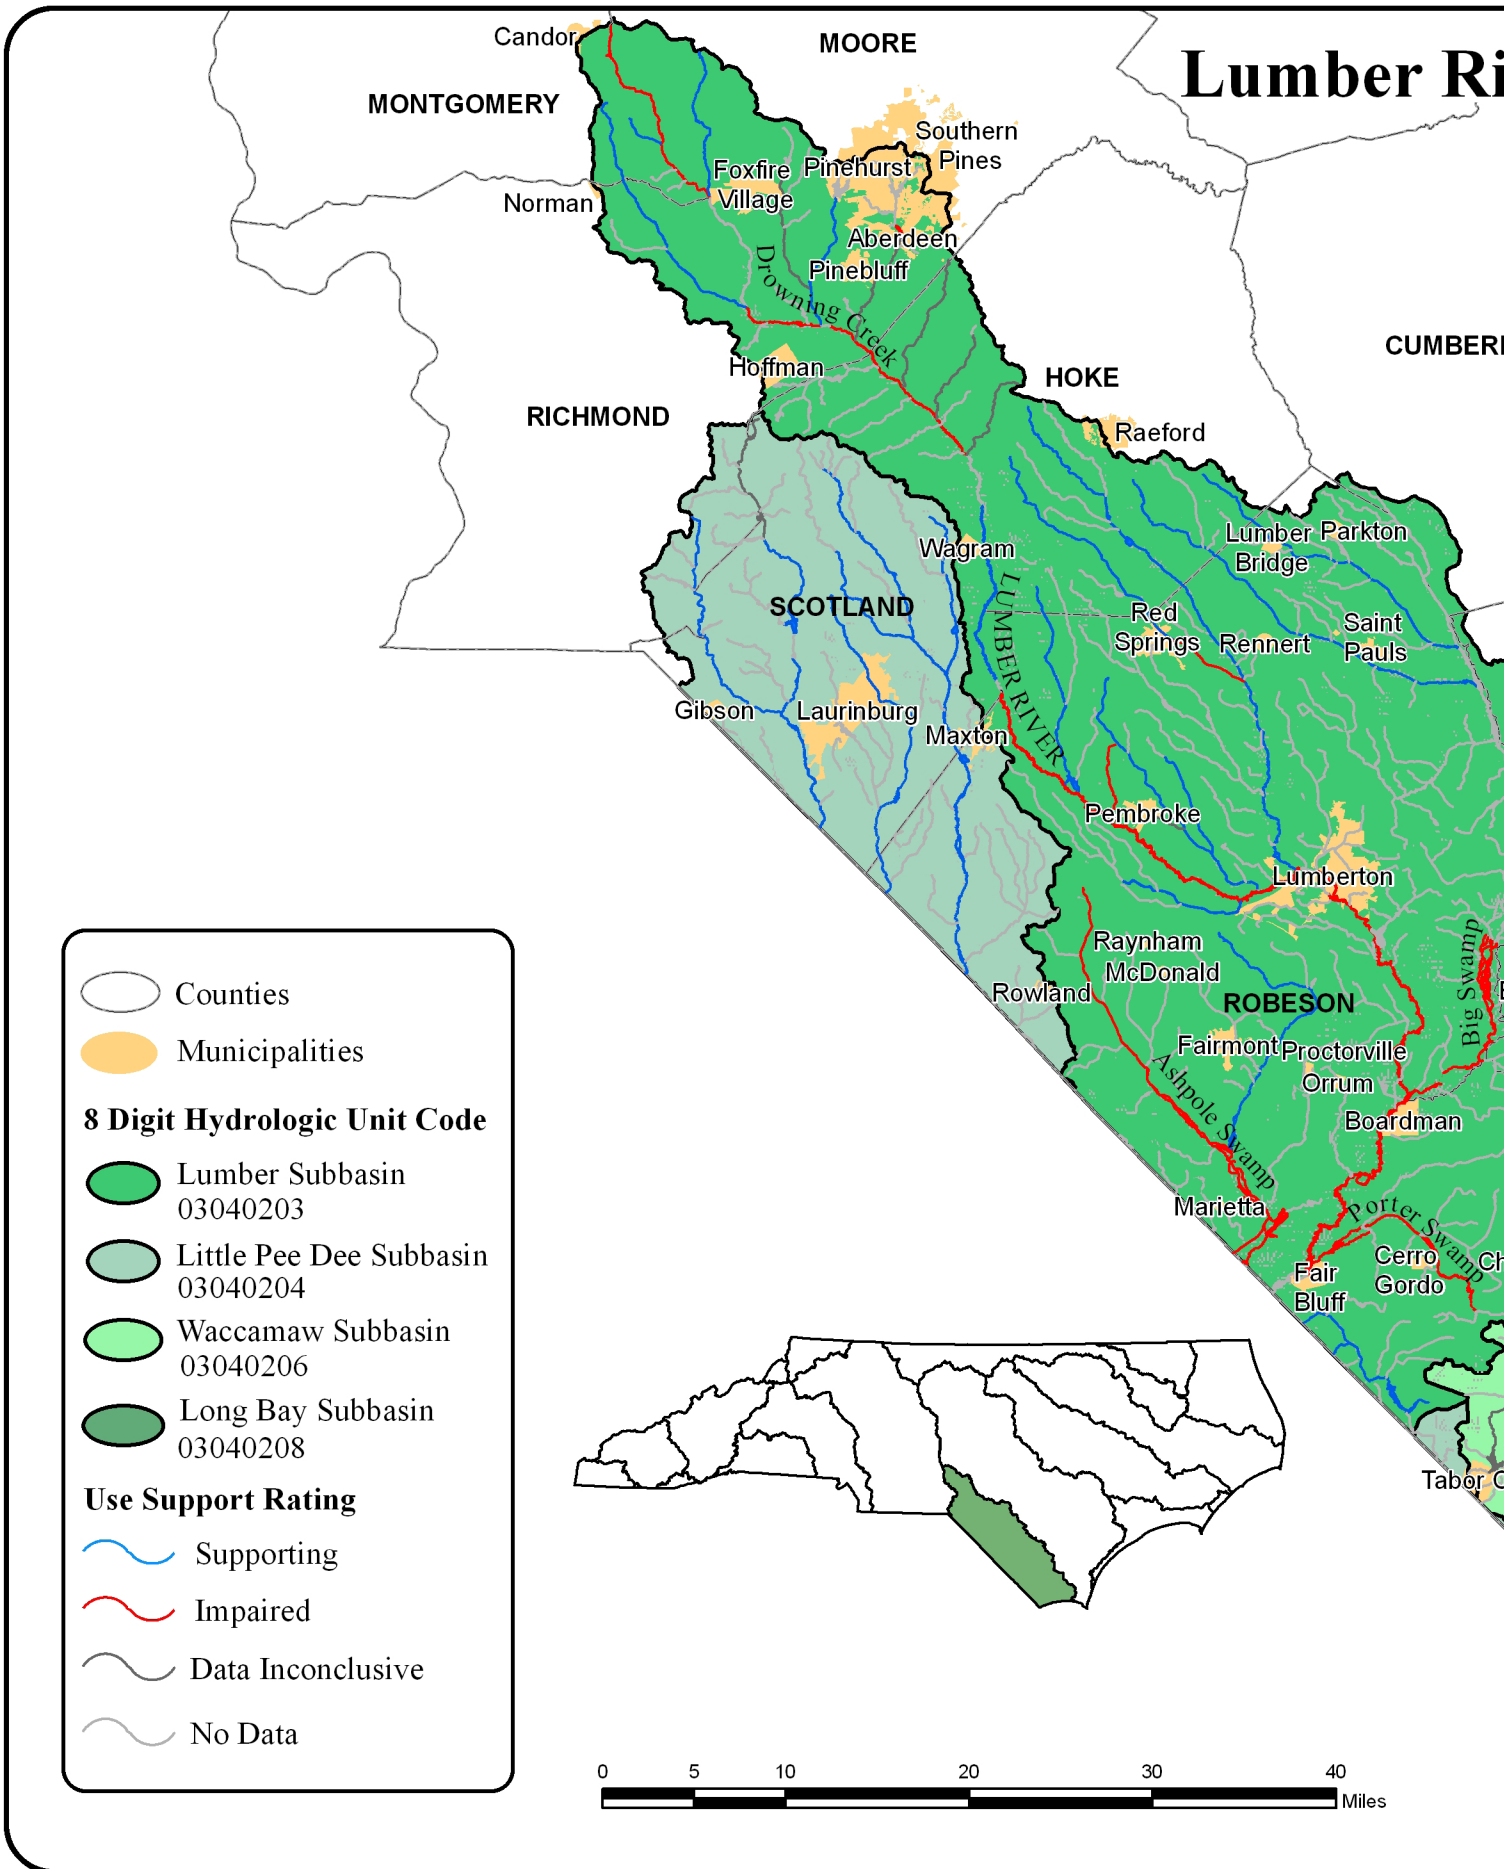 Lumber Ri
Candor
MOORE
MONTGOMERY
Southern
Pines
Foxfire
Village
Pinehurst
Norman
Aberdeen
Pinebluff
Drowning Creek
Hoffman
HOKE
CUMBER
RICHMOND
Raeford
Wagram
Lumber
Bridge
Parkton
SCOTLAND
LUMBER RIVER
Red
Springs
Rennert
Saint
Pauls
Gibson
Laurinburg
Maxton
Pembroke
Lumberton
Raynham
McDonald
Rowland
ROBESON
Big Swamp
Fairmont
Proctorville
Orrum
Ashpole Swamp
Boardman
Marietta
Porter Swamp
Cerro
Gordo
Ch
Fair
Bluff
Tabor C
Counties
Municipalities
8 Digit Hydrologic Unit Code
Lumber Subbasin
03040203
Little Pee Dee Subbasin
03040204
Waccamaw Subbasin
03040206
Long Bay Subbasin
03040208
Use Support Rating
Supporting
Impaired
Data Inconclusive
No Data
0 5 10 20 30 40
Miles